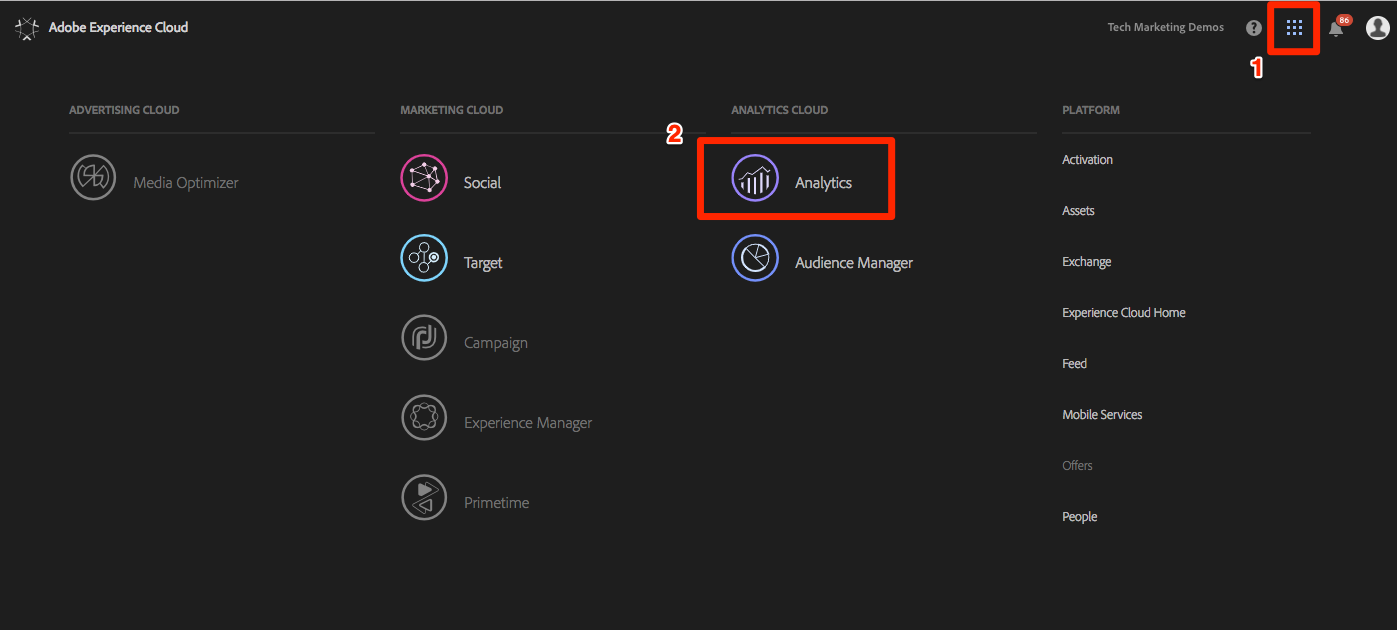 Adobe Experience Cloud
Tech Marketing Demos
?
86
1
ADVERTISING CLOUD
Media Optimizer
MARKETING CLOUD
2
Social
Target
Campaign
Experience Manager
Primetime
ANALYTICS CLOUD
Analytics
Audience Manager
PLATFORM
Activation
Assets
Exchange
Experience Cloud Home
Feed
Mobile Services
Offers
People